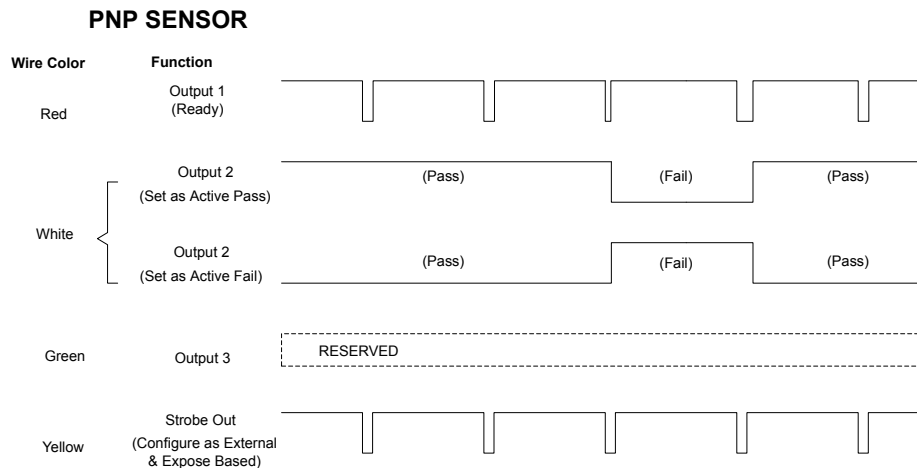 PNP SENSOR
Wire Color Function
Red Output 1
(Ready)
White Output 2
(Set as Active Pass)
(Pass) (Fail) (Pass)
Output 2
(Set as Active Fail)
(Pass) (Fail) (Pass)
Green Output 3 RESERVED
Yellow Strobe Out
(Configure as External
& Expose Based)